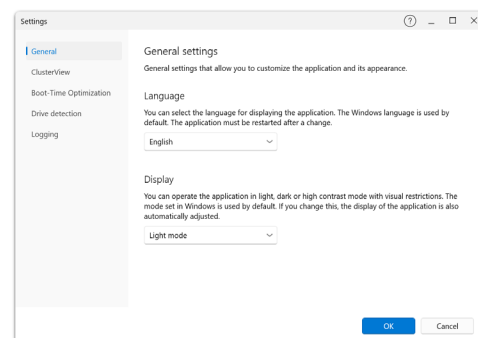 Settings
?
General
ClusterView
Boot-Time Optimization
Drive detection
Logging
General settings
General settings that allow you to customize the application and its appearance.
Language
You can select the language for displaying the application. The Windows language is used by
default. The application must be restarted after a change.
English
Display
You can operate the application in light, dark or high contrast mode with visual restrictions. The
mode set in Windows is used by default. If you change this, the display of the application is also
automatically adjusted.
Light mode
OK
Cancel